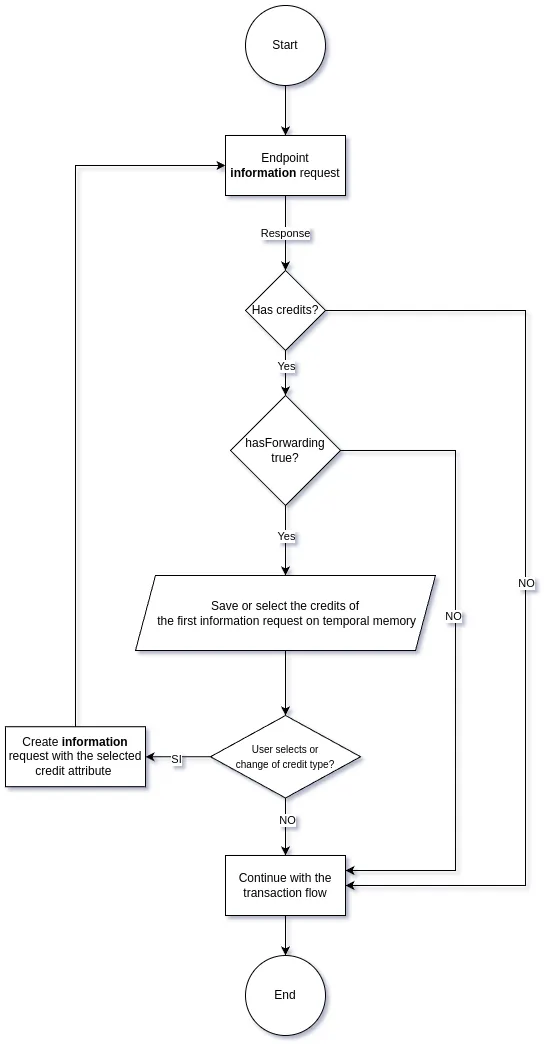 Start
Endpoint
information request
Response
Has credits?
Yes
hasForwarding
true?
Yes
NO
Save or select the credits of
the first information request on temporal memory
NO
User selects or
change of credit type?
SI
Create information
request with the selected
credit attribute
NO
Continue with the
transaction flow
End